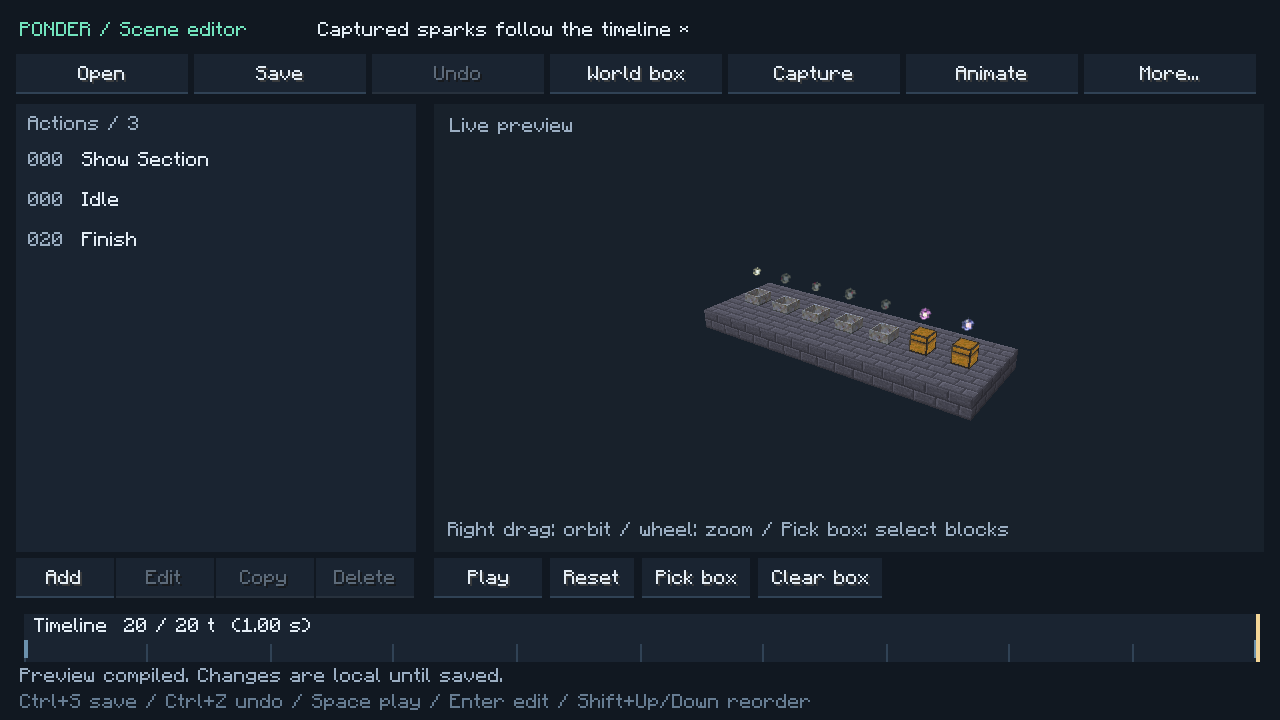 PONDER / Scene editor
Captured sparks follow the timeline ×
Open
Save
Undo
World box
Capture
Animate
More...
Actions / 3
000 Show Section
000 Idle
020 Finish
Live preview
Right drag: orbit / wheel: zoom / Pick box: select blocks
Add
Edit
Copy
Delete
Play
Reset
Pick box
Clear box
Timeline 20 / 20 t (1.00 s)
Preview compiled. Changes are local until saved.
Ctrl+S save / Ctrl+Z undo / Space play / Enter edit / Shift+Up/Down reorder